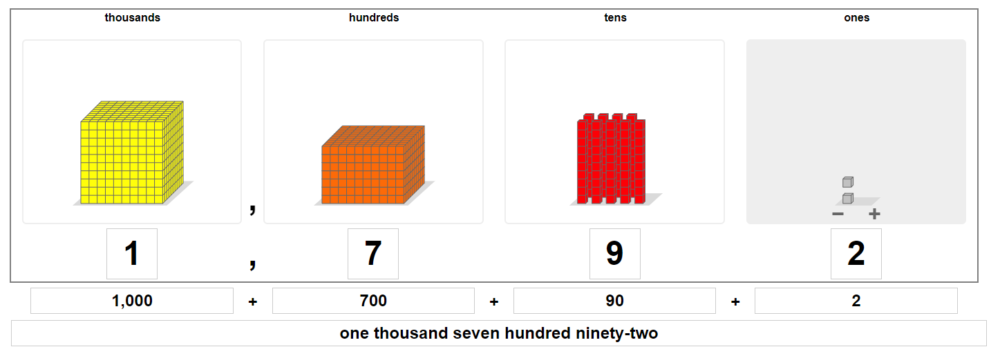 thousands hundreds tens ones
,
− +
1 , 7 9 2
1,000 + 700 + 90 + 2
one thousand seven hundred ninety-two